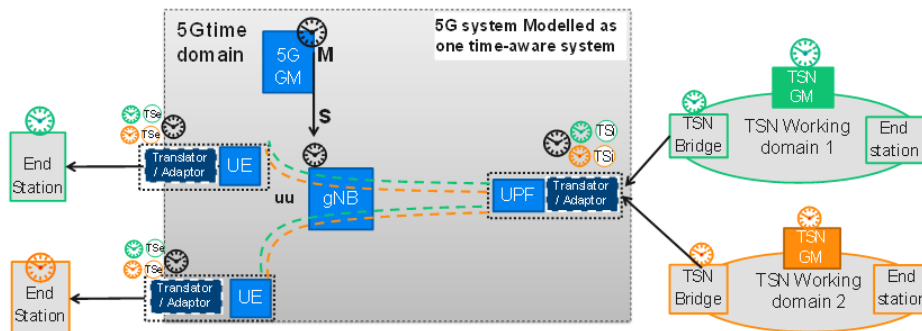 5Gtime
domain
5G
GM
M
S
5G system Modelled as
one time-aware system
TSe
TSe
Translator
/ Adaptor
UE
End
Station
uu
gNB
TSi
TSi
UPF
Translator
/ Adaptor
TSN
GM
TSN
Bridge
TSN Working
domain 1
End
station
TSe
TSe
Translator
/ Adaptor
UE
End
Station
TSN
GM
TSN
Bridge
TSN Working
domain 2
End
station